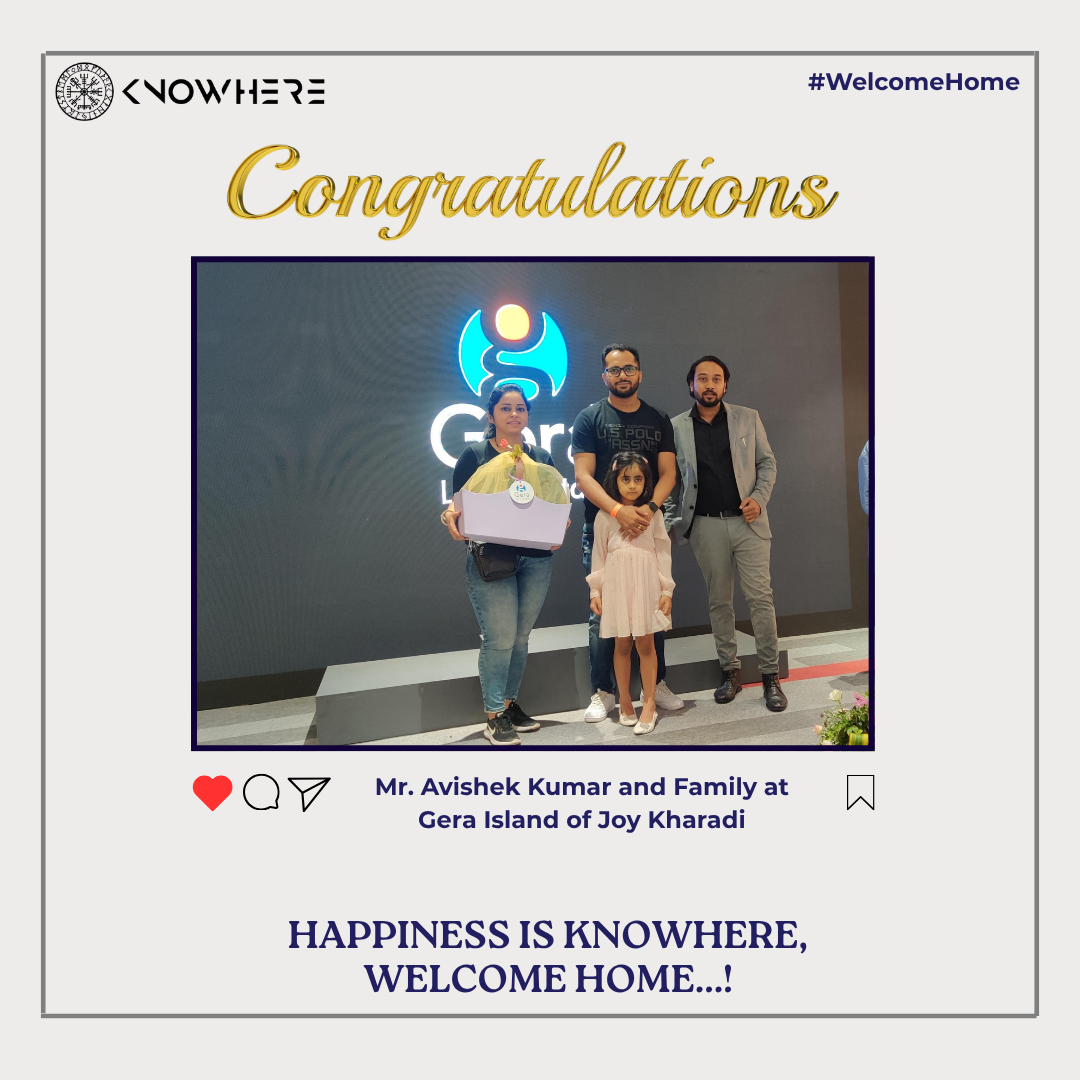 KNOWHERE
#WelcomeHome
Congratulations
Gera
U.S. POLO
ASSN
Gera
Mr. Avishek Kumar and Family at
Gera Island of Joy Kharadi
HAPPINESS IS KNOWHERE,
WELCOME HOME...!